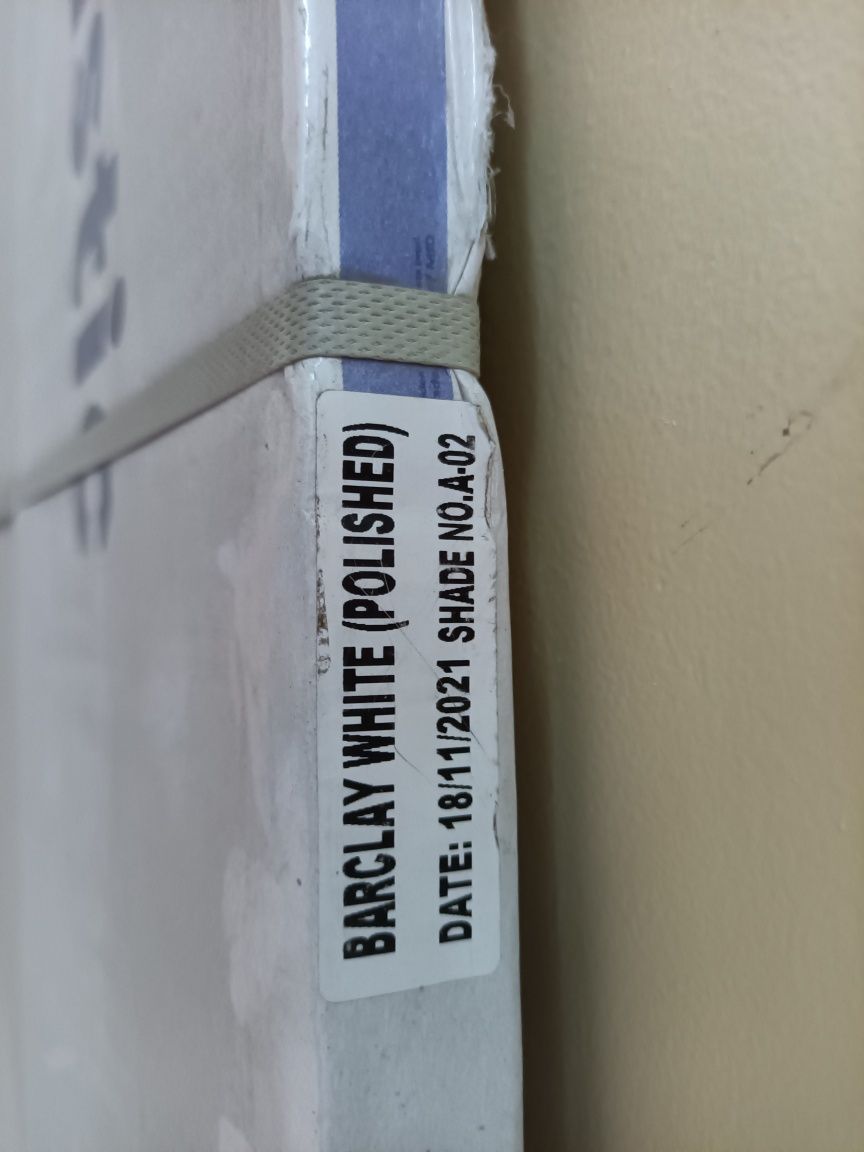 BARCLAY WHITE (POLISHED)
DATE: 18/11/2021 SHADE NO.A-02